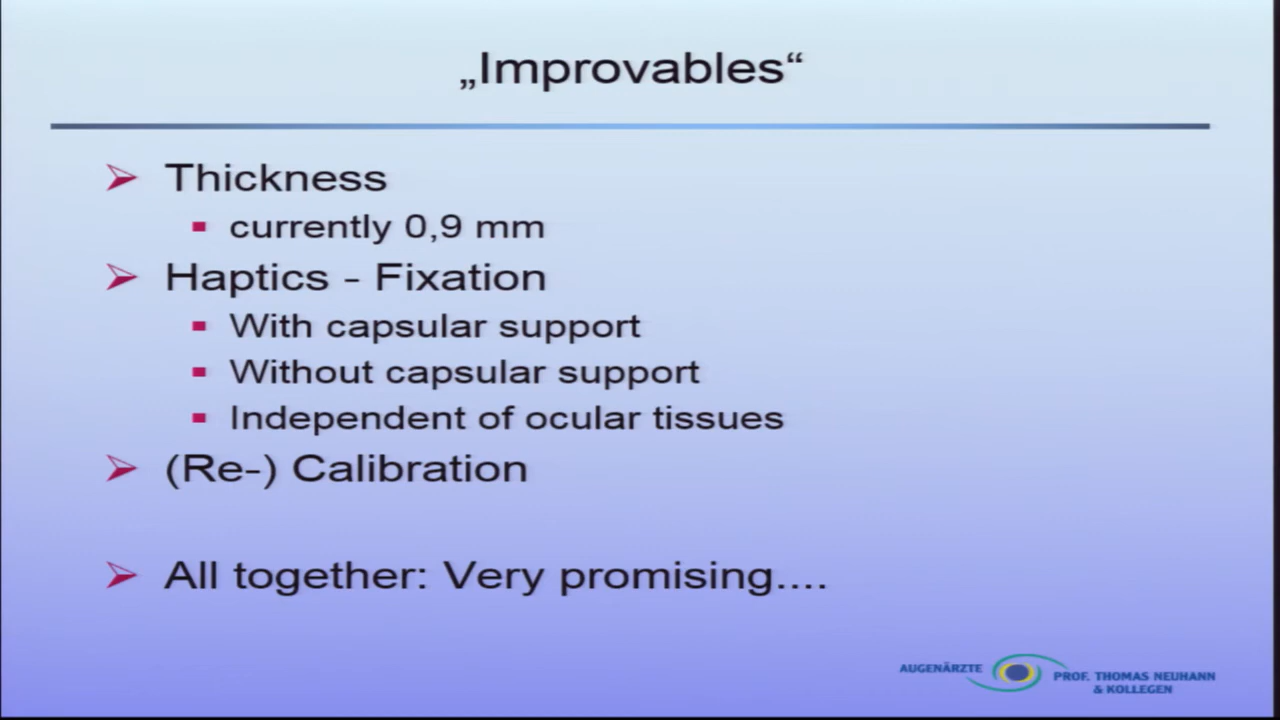 „Improvables“
Thickness
currently 0,9 mm
Haptics - Fixation
With capsular support
Without capsular support
Independent of ocular tissues
(Re-) Calibration
All together: Very promising....
AUGENÄRZTE
PROF. THOMAS NEUHANN
& KOLLEGEN